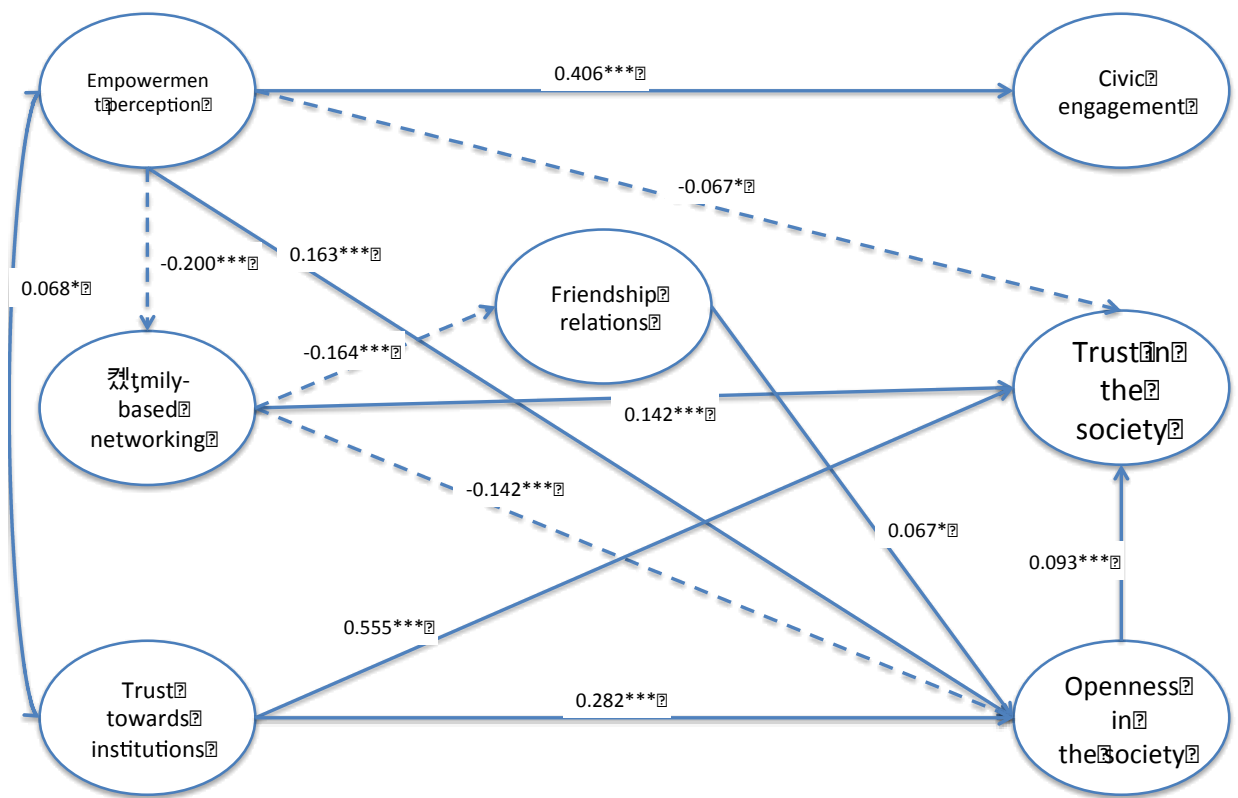 Empowermen
t perception
0.406***
Civic
engagement
-0.067*
0.163***
-0.200***
0.068*
Friendship
relations
-0.164***
Trust in
the
society
based
networking
0.142***
-0.142***
0.067*
0.093***
0.555***
Trust
towards
institutions
0.282***
Openness
in
the society